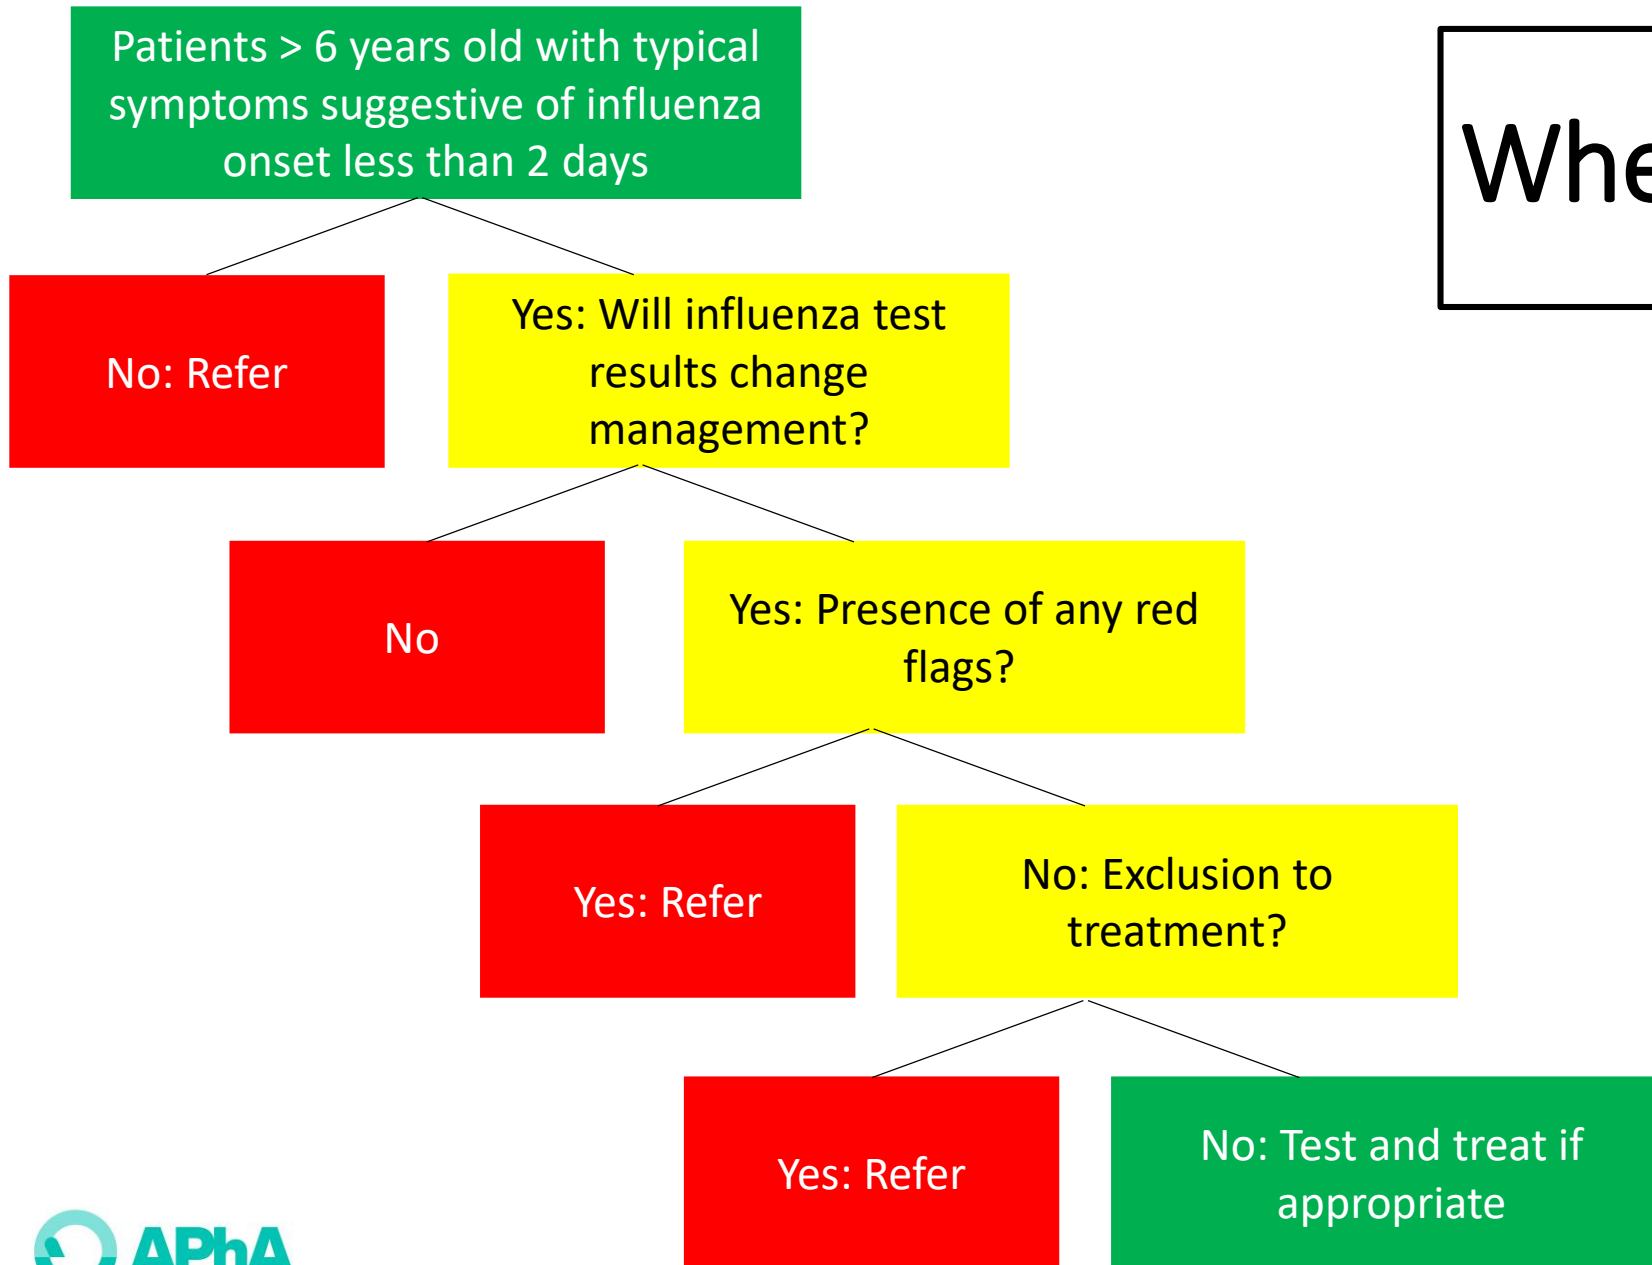 Patients > 6 years old with typical
symptoms suggestive of influenza
onset less than 2 days
Whe
No: Refer
Yes: Will influenza test
results change
management?
No
Yes: Presence of any red
flags?
Yes: Refer
No: Exclusion to
treatment?
Yes: Refer
No: Test and treat if
appropriate
APhA